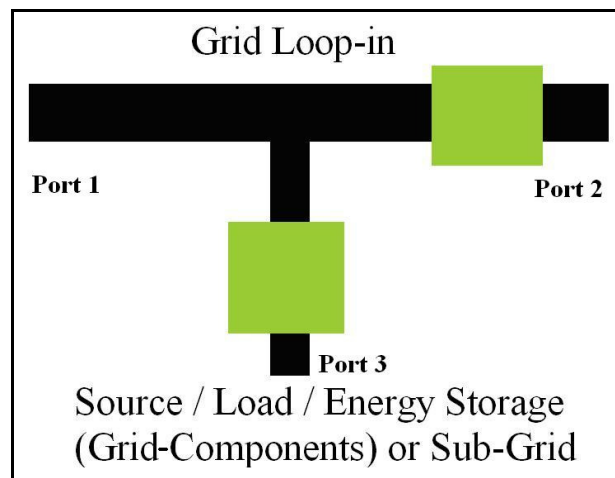 Grid Loop-in
Port 1
Port 2
Port 3
Source / Load / Energy Storage
(Grid-Components) or Sub-Grid